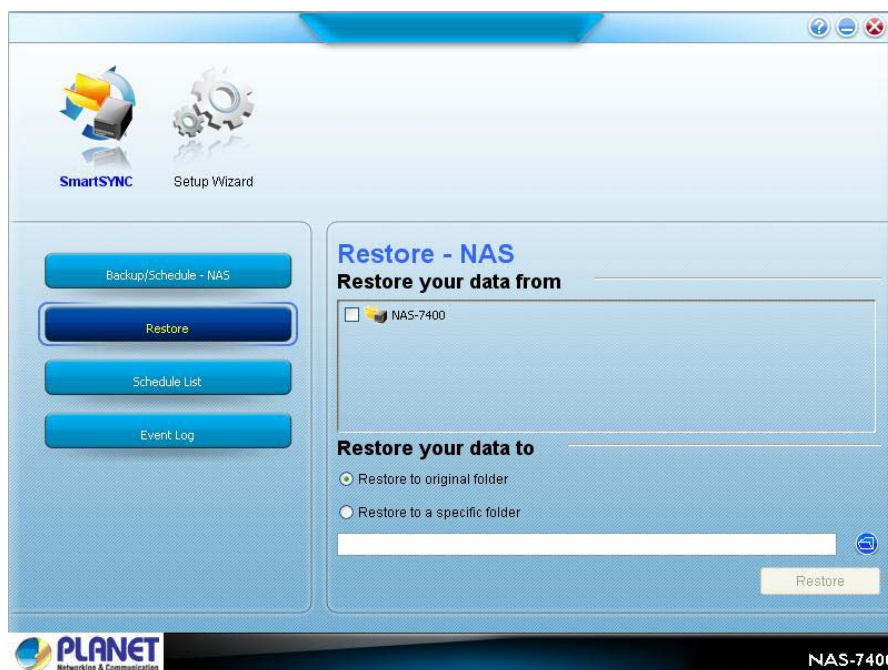 SmartSYNC
Setup Wizard
Backup/Schedule - NAS
Restore
Schedule List
Event Log
Restore - NAS
Restore your data from
NAS-7400
Restore your data to
Restore to original folder
Restore to a specific folder
Restore
PLANET
Networking & Communication
NAS-7400